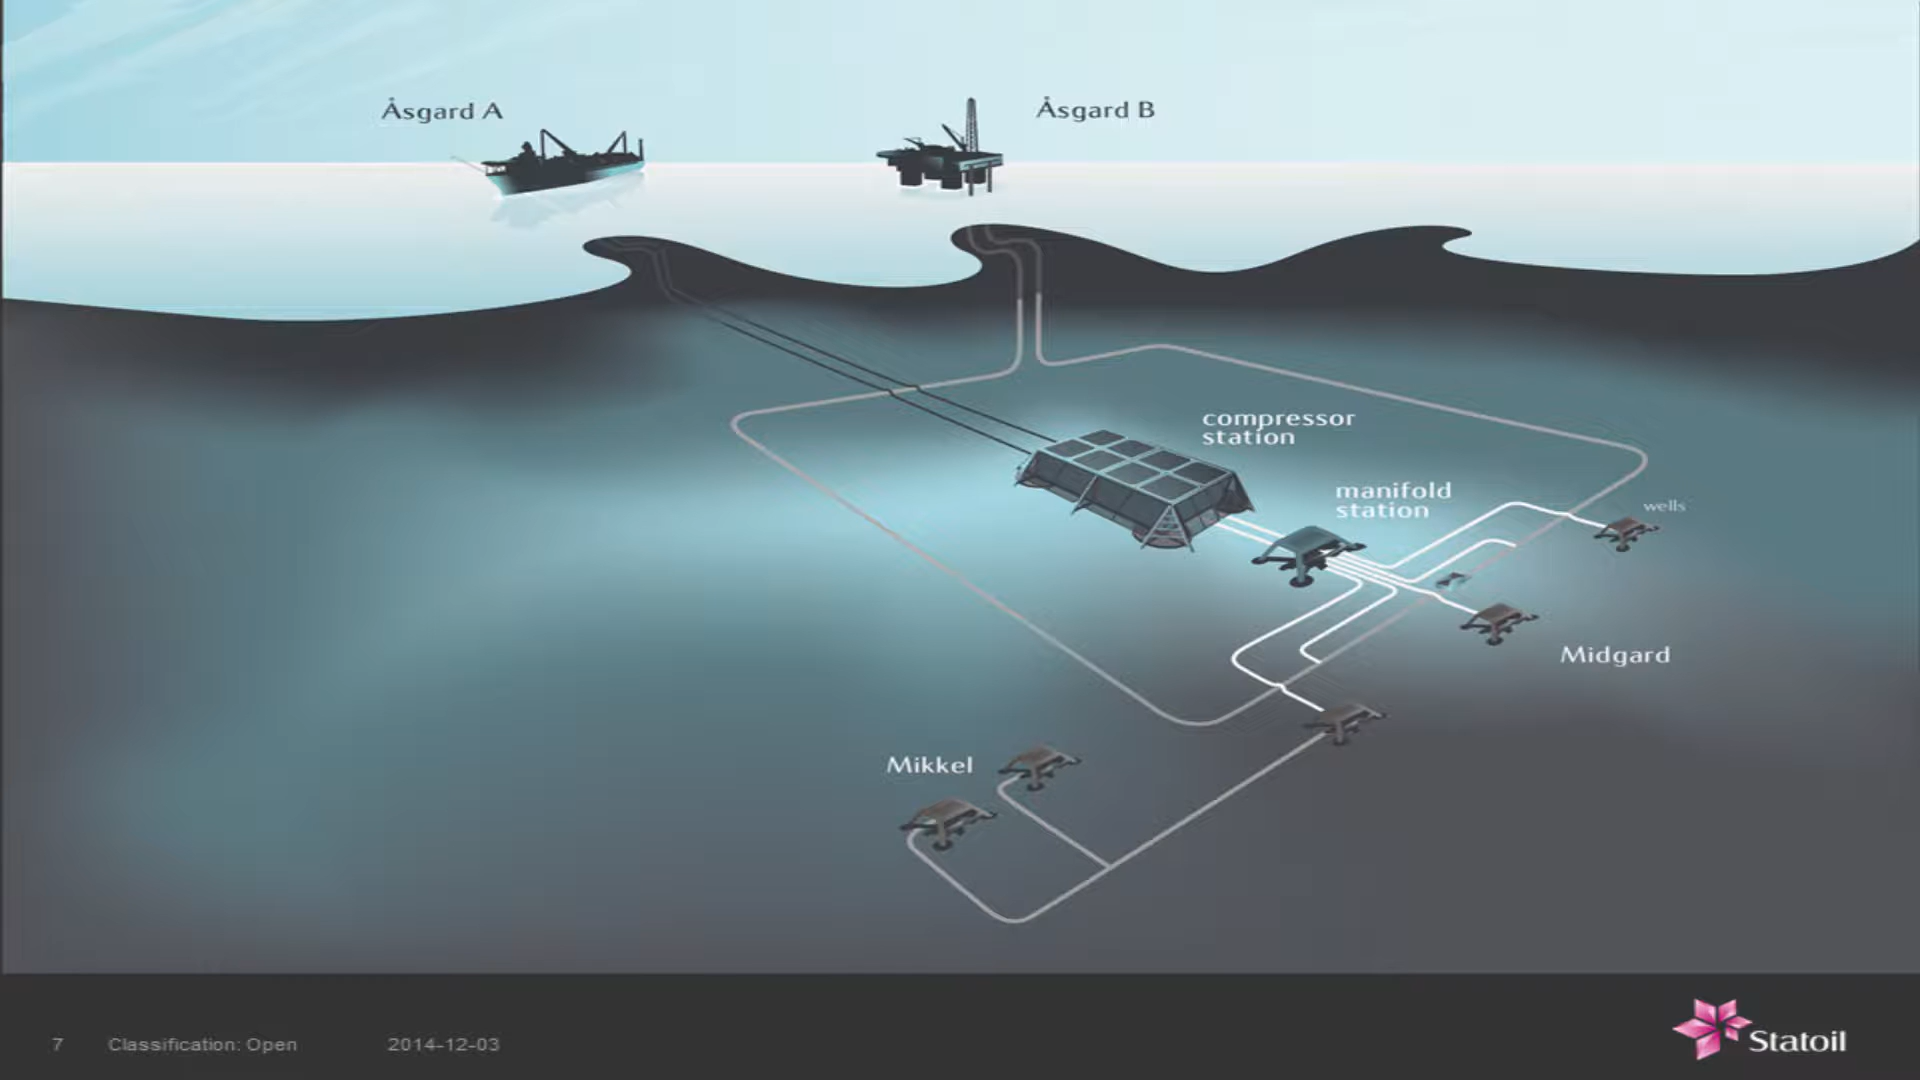 Åsgard A
Åsgard B
compressor
station
manifold
station
wells
Midgard
Mikkel
7 Classification: Open 2014-12-03
Statoil